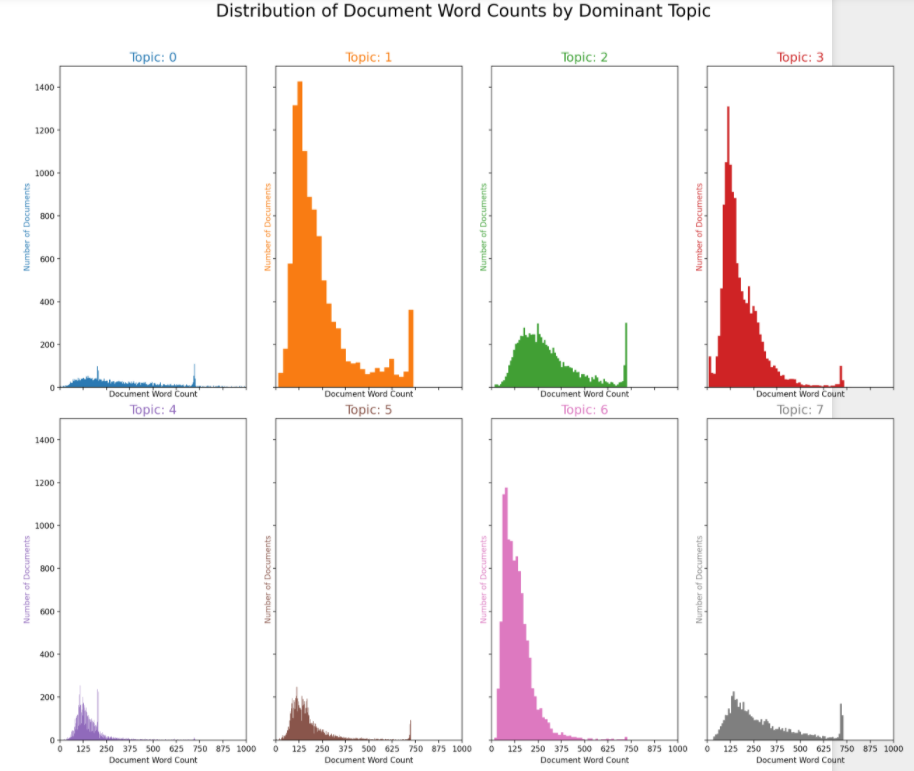 Distribution of Document Word Counts by Dominant Topic
Topic: 0
Topic: 1
Topic: 2
Topic: 3
1400
1200
1000
800
600
400
200
0
Number of Documents
Number of Documents
Number of Documents
Number of Documents
Document Word Count
Document Word Count
Document Word Count
Document Word Count
Topic: 4
Topic: 5
Topic: 6
Topic: 7
1400
1200
1000
800
600
400
200
0
Number of Documents
Number of Documents
Number of Documents
Number of Documents
0 125 250 375 500 625 750 875 1000
0 125 250 375 500 625 750 875 1000
0 125 250 375 500 625 750 875 1000
0 125 250 375 500 625 750 875 1000
Document Word Count
Document Word Count
Document Word Count
Document Word Count